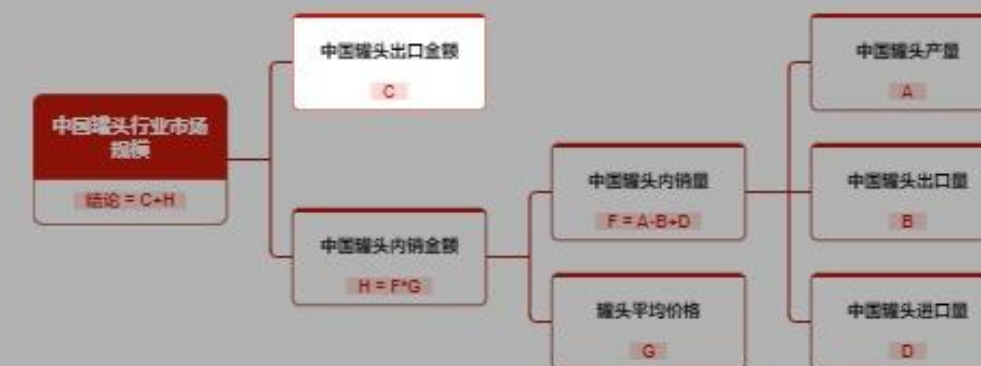 中国罐头行业市场
规模
结论 = C+H
中国罐头出口金额
C
中国罐头内销金额
H = F*G
中国罐头内销量
F = A-B+D
罐头平均价格
G
中国罐头产量
A
中国罐头出口量
B
中国罐头进口量
D